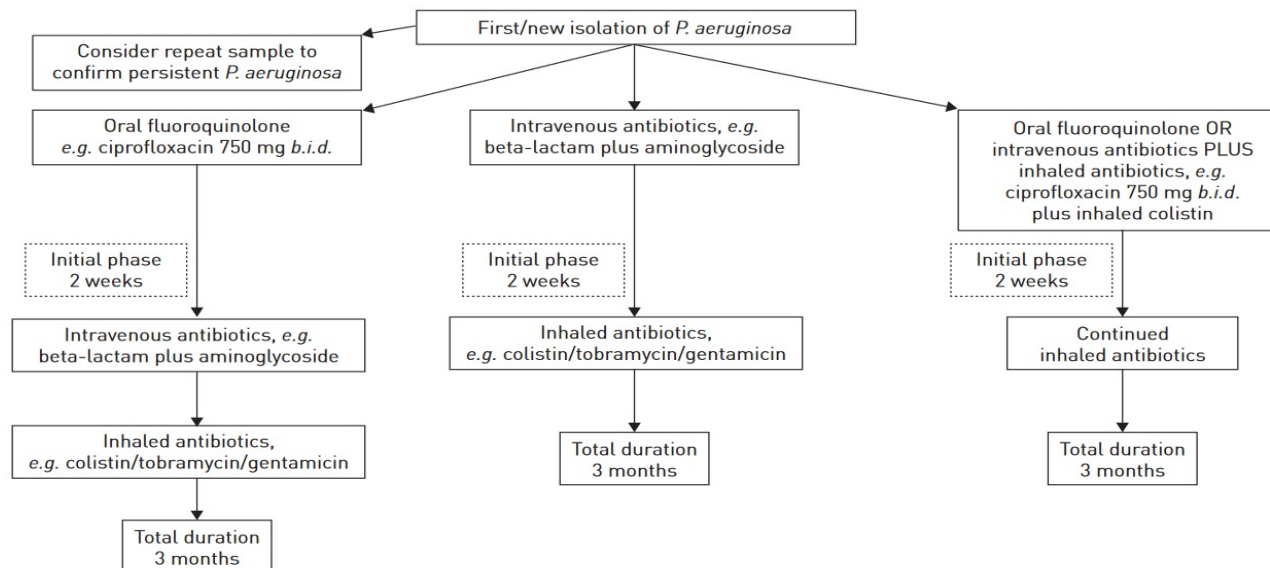 First/new isolation of P. aeruginosa
Consider repeat sample to
confirm persistent P. aeruginosa
Oral fluoroquinolone
e.g. ciprofloxacin 750 mg b.i.d.
Intravenous antibiotics, e.g.
beta-lactam plus aminoglycoside
Oral fluoroquinolone OR
intravenous antibiotics PLUS
inhaled antibiotics, e.g.
ciprofloxacin 750 mg b.i.d.
plus inhaled colistin
Initial phase
2 weeks
Initial phase
2 weeks
Initial phase
2 weeks
Intravenous antibiotics, e.g.
beta-lactam plus aminoglycoside
Inhaled antibiotics,
e.g. colistin/tobramycin/gentamicin
Continued
inhaled antibiotics
Inhaled antibiotics,
e.g. colistin/tobramycin/gentamicin
Total duration
3 months
Total duration
3 months
Total duration
3 months